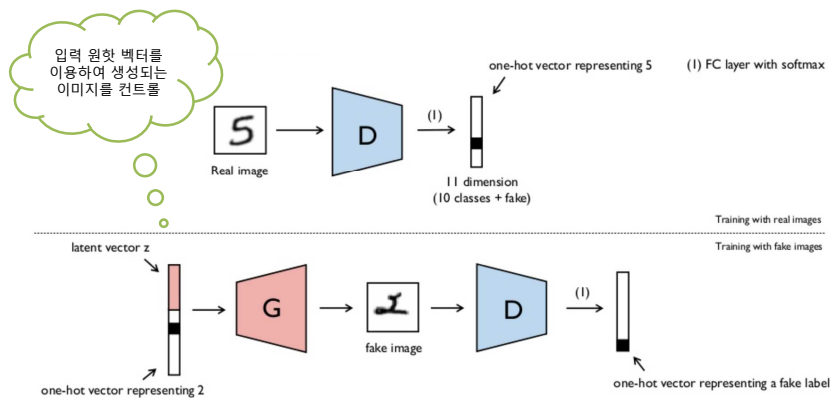 입력 원핫 벡터를
이용하여 생성되는
이미지를 컨트롤
one-hot vector representing 5
(1) FC layer with softmax
(1)
5
D
Real image
11 dimension
(10 classes + fake)
Training with real images
Training with fake images
latent vector z
(1)
G
2
D
fake image
one-hot vector representing 2
one-hot vector representing a fake label